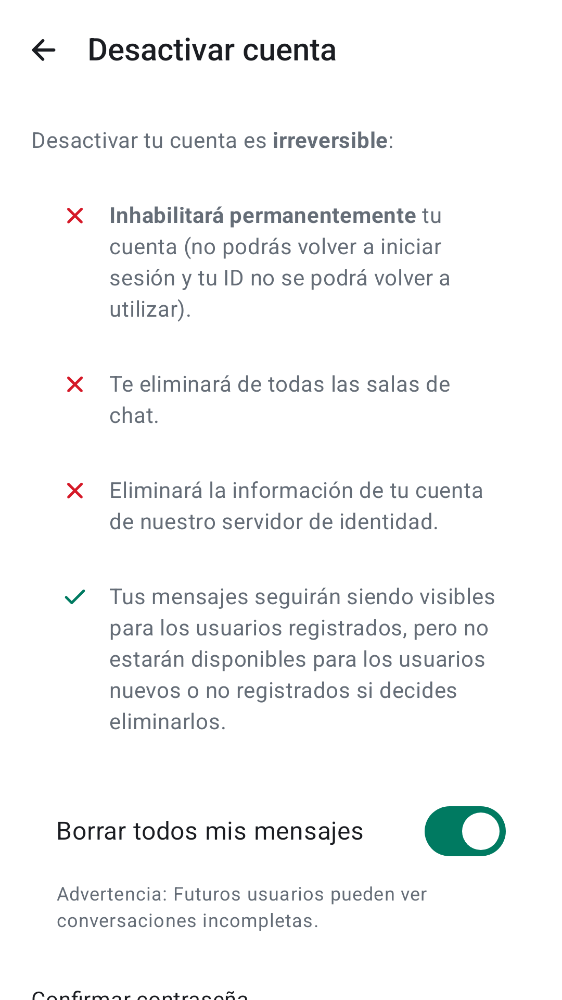 Desactivar cuenta
Desactivar tu cuenta es irreversible:
Inhabilitará permanentemente tu
cuenta (no podrás volver a iniciar
sesión y tu ID no se podrá volver a
utilizar).
Te eliminará de todas las salas de
chat.
Eliminará la información de tu cuenta
de nuestro servidor de identidad.
Tus mensajes seguirán siendo visibles
para los usuarios registrados, pero no
estarán disponibles para los usuarios
nuevos o no registrados si decides
eliminarlos.
Borrar todos mis mensajes
Advertencia: Futuros usuarios pueden ver
conversaciones incompletas.
Confirmar contraseña